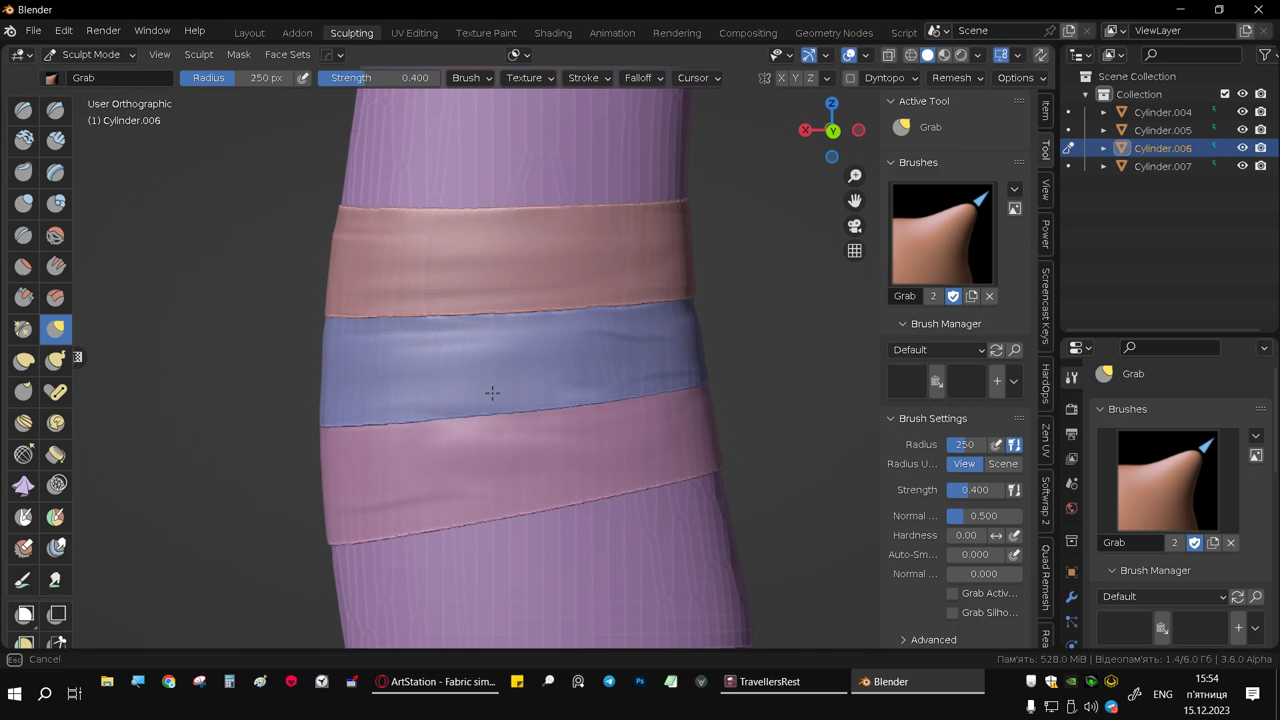 Blender
File Edit Render Window Help Layout Addon Modeling Sculpting UV Editing Texture Paint Shading Animation Rendering Compositing Geometry Nodes Scripting Scene ViewLayer
Sculpt Mode View Sculpt Mask Face Sets
Grab Radius 250 px Strength 0.400 Brush Texture Stroke Falloff Cursor X Y Z Dyntopo Remesh Options
User Orthographic
(1) Cylinder.006
Z
X Y
Active Tool
Grab
Brushes
Grab 2
Brush Manager
Default
Brush Settings
Radius 250
Radius U... View Scene
Strength 0.400
Normal ... 0.500
Hardness 0.00
Auto-Sm... 0.000
Normal ... 0.000
Grab Activ...
Grab Silho...
Advanced
Item
Tool
View
Power
Screencast Keys
HardOps
Zen UV
Softwrap 2
Quad Remesh
Rea
Scene Collection
Collection
Cylinder.004
Cylinder.005
Cylinder.006
Cylinder.007
Grab
Brushes
Grab 2
Brush Manager
Default
Esc Cancel
Пам'ять: 528.0 MiB | Відеопам'ять: 1.4/6.0 Гб | 3.6.0 Alpha
ArtStation - Fabric sim... TravellersRest Blender
ENG
15:54
п'ятниця
15.12.2023